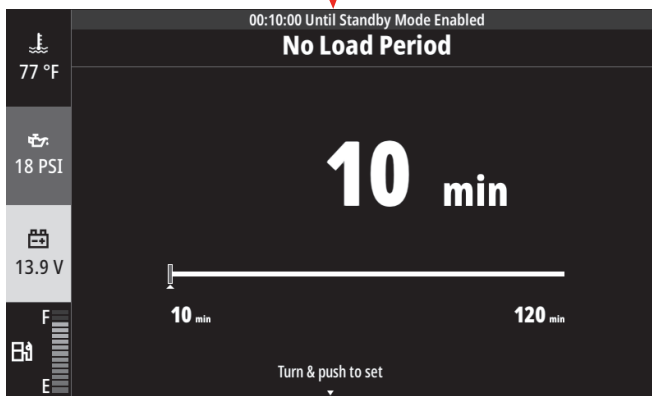 00:10:00 Until Standby Mode Enabled
No Load Period
77 °F
18 PSI
13.9 V
F
E
10 min
10 min
120 min
Turn & push to set